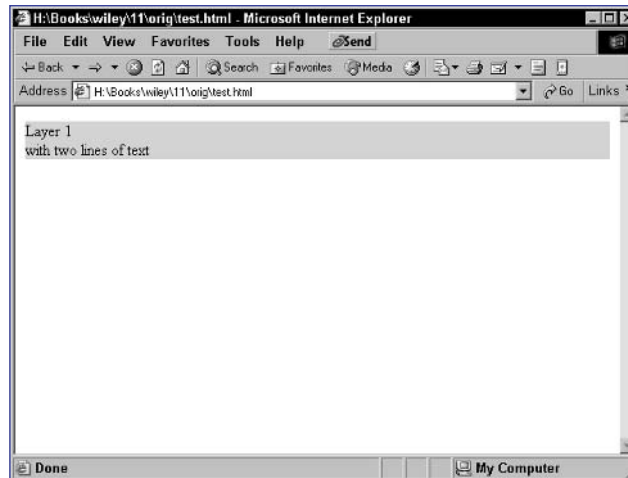 H:\Books\wiley\11\orig\test.html - Microsoft Internet Explorer
File Edit View Favorites Tools Help Send
Back Search Favorites Media
Address H:\Books\wiley\11\orig\test.html Go Links
Layer 1
with two lines of text
Done My Computer